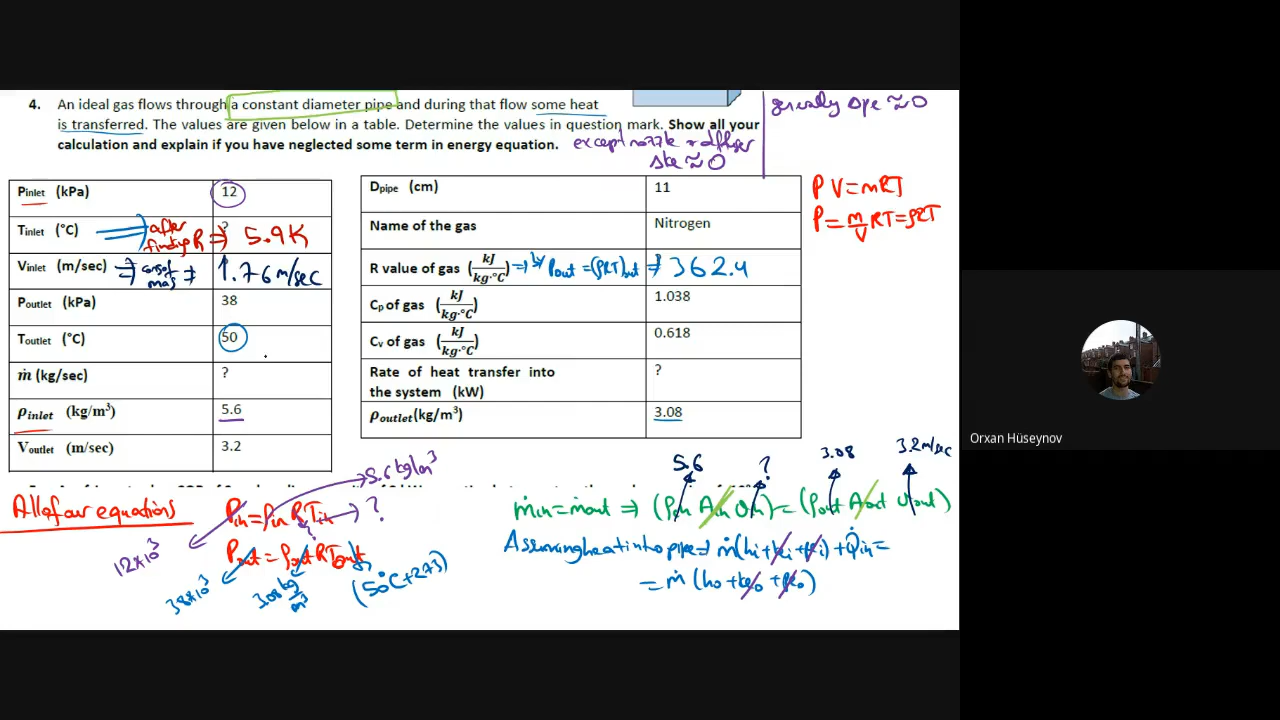 4. An ideal gas flows through a constant diameter pipe and during that flow some heat
is transferred. The values are given below in a table. Determine the values in question mark. Show all your
calculation and explain if you have neglected some term in energy equation.
generally Δpe ≈ 0
except nozzle + diffuser
Δke ≈ 0
Pinlet (kPa) 12
Tinlet (°C) ⇒ after finding R ⇒ ? 5.9K
Vinlet (m/sec) ⇒ cons of mas ⇒ 1.76 m/sec
Poutlet (kPa) 38
Toutlet (°C) 50
ṁ (kg/sec) ?
ρinlet (kg/m³) 5.6
Voutlet (m/sec) 3.2
Dpipe (cm) 11
Name of the gas Nitrogen
R value of gas (kJ/kg·°C) ⇒ by Pout = (ρRT)out ⇒ ? 362.4
Cp of gas (kJ/kg·°C) 1.038
Cv of gas (kJ/kg·°C) 0.618
Rate of heat transfer into
the system (kW) ?
ρoutlet(kg/m³) 3.08
PV = mRT
P = m/V RT = ρRT
All of our equations
Pin = ρin RTin → ?
5.6 kg/m³
12*10³
?
Pout = ρout RTout
38*10³
3.08 kg/m³
(50°C+273)
5.6 ? 3.08 3.2 m/sec
ṁin = ṁout ⇒ (ρin Ain ϑin) = (ρout Aout ϑout)
Assuming heat into pipe ⇒ ṁ(hi + kei + pei) + Q̇in =
= ṁ (ho + keo + peo)
Orxan Hüseynov